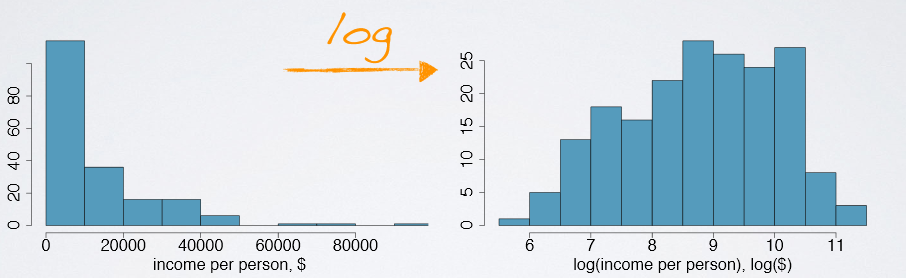 log
0 20 40 60 80
0 20000 40000 60000 80000
income per person, $
0 5 10 15 20 25
6 7 8 9 10 11
log(income per person), log($)